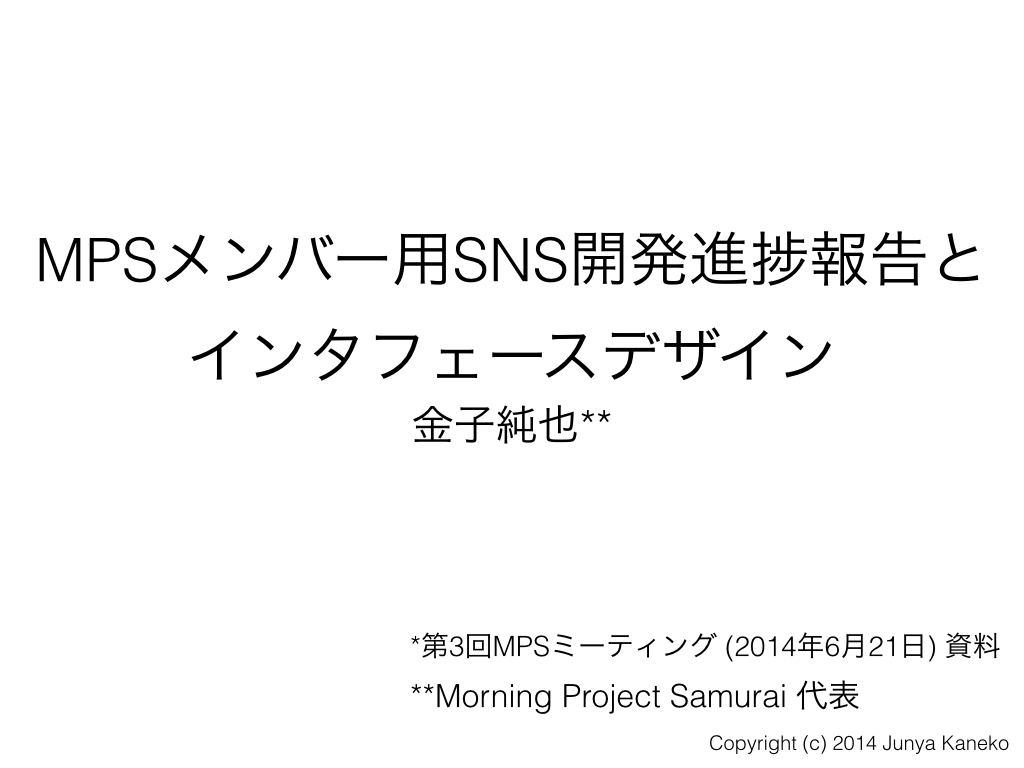 MPSメンバー用SNS開発進捗報告と
インタフェースデザイン
金子純也**
*第3回MPSミーティング (2014年6月21日) 資料
**Morning Project Samurai 代表
Copyright (c) 2014 Junya Kaneko